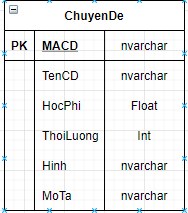 ChuyenDe
PK MACD nvarchar
TenCD nvarchar
HocPhi Float
ThoiLuong Int
Hinh nvarchar
MoTa nvarchar